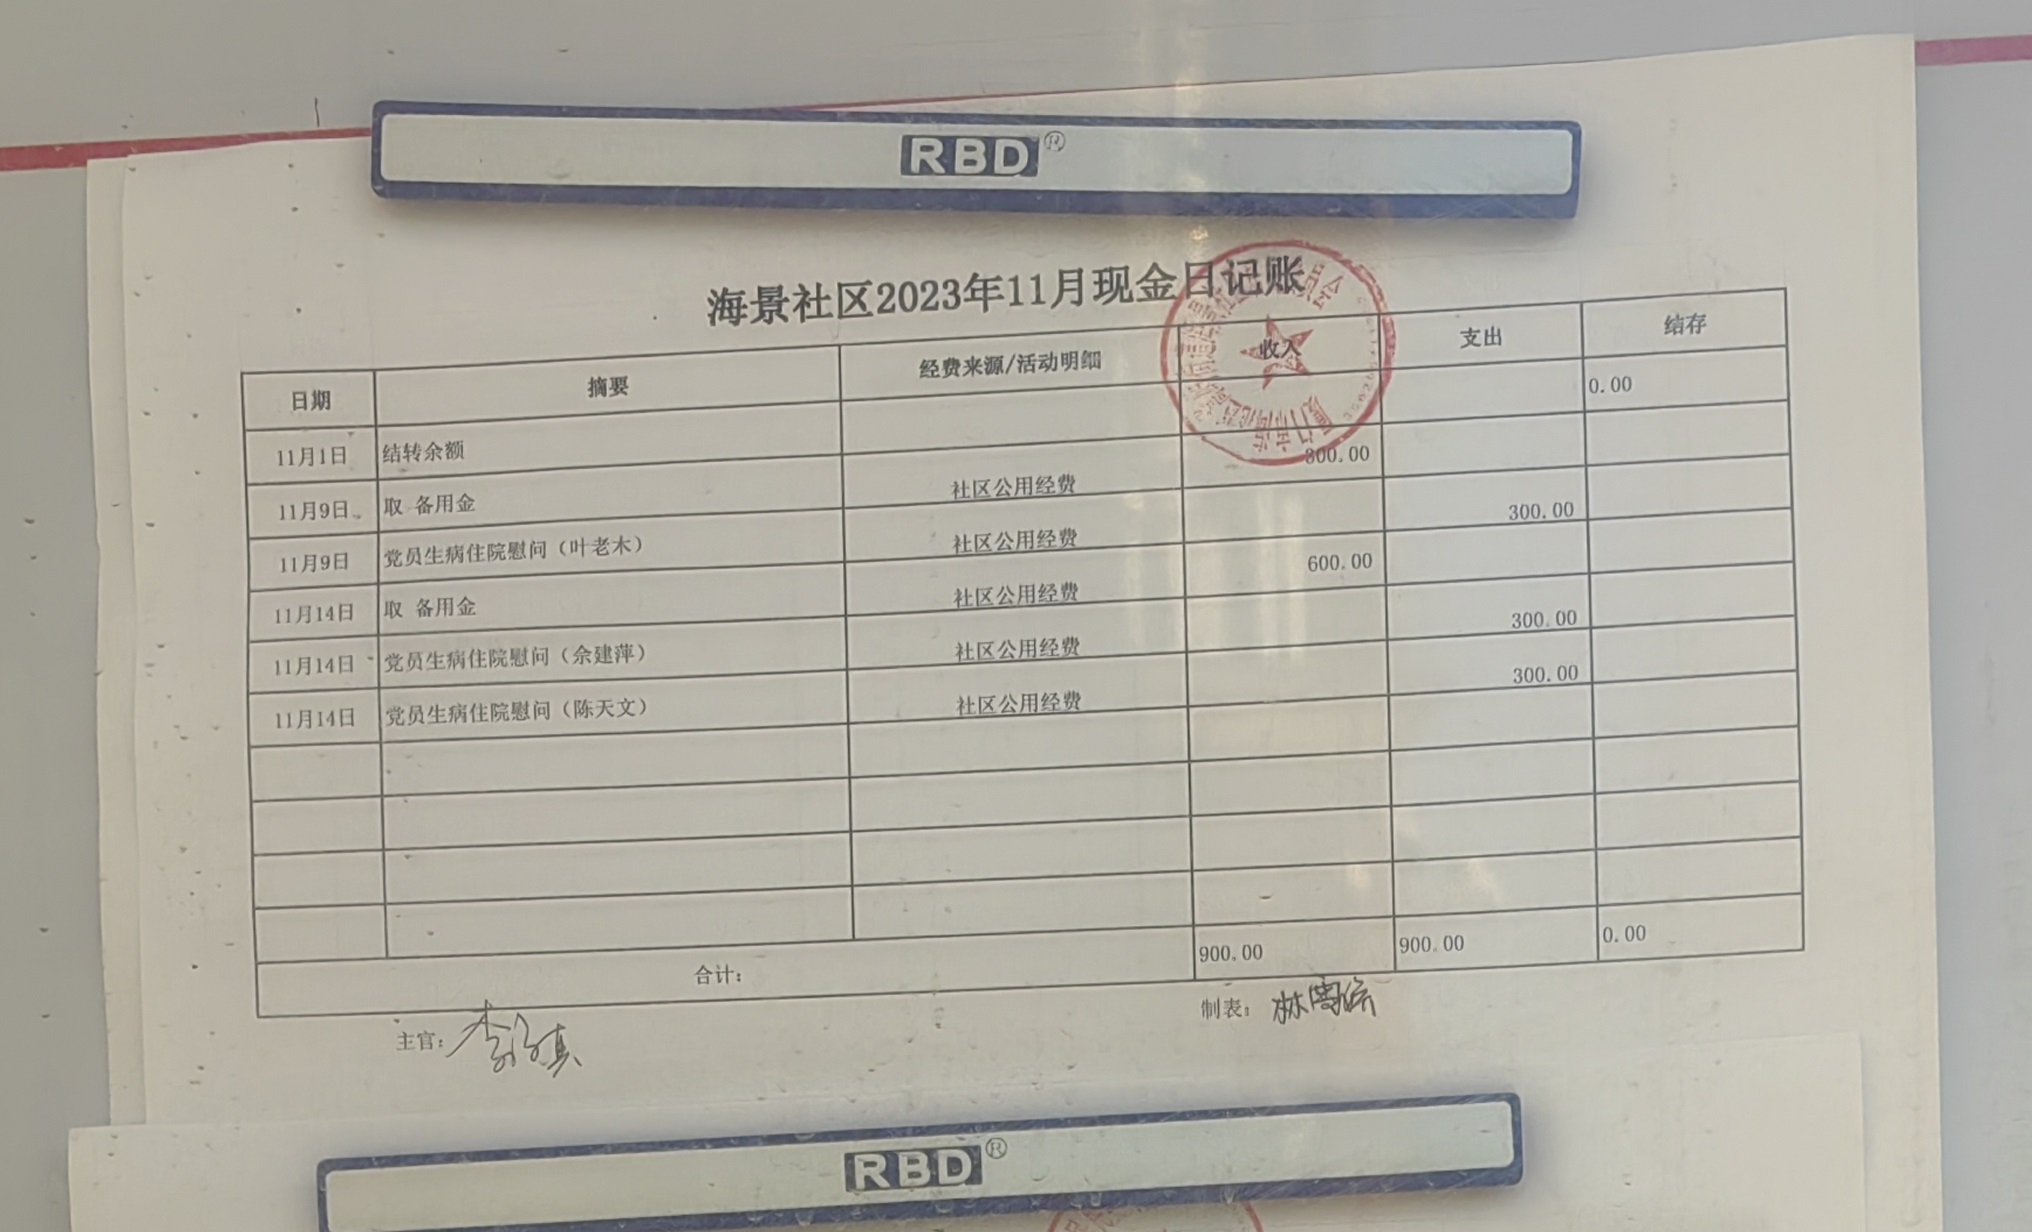 RBD®
海景社区2023年11月现金日记账
日期 摘要 经费来源/活动明细 收入 支出 结存
11月1日 结转余额 0.00
11月9日 取 备用金 社区公用经费 300.00
11月9日 党员生病住院慰问（叶老木） 社区公用经费 300.00
11月14日 取 备用金 社区公用经费 600.00
11月14日 党员生病住院慰问（佘建萍） 社区公用经费 300.00
11月14日 党员生病住院慰问（陈天文） 社区公用经费 300.00
合计： 900.00 900.00 0.00
主官： 制表：
RBD®